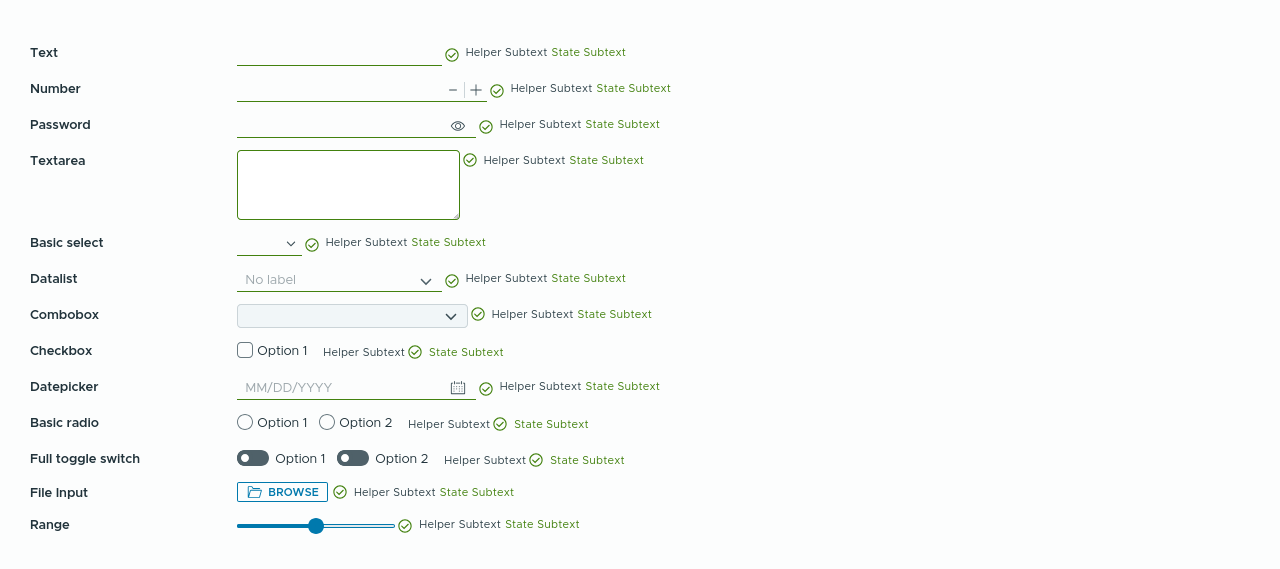 Text Helper Subtext State Subtext
Number Helper Subtext State Subtext
Password Helper Subtext State Subtext
Textarea Helper Subtext State Subtext
Basic select Helper Subtext State Subtext
Datalist No label Helper Subtext State Subtext
Combobox Helper Subtext State Subtext
Checkbox Option 1 Helper Subtext State Subtext
Datepicker MM/DD/YYYY Helper Subtext State Subtext
Basic radio Option 1 Option 2 Helper Subtext State Subtext
Full toggle switch Option 1 Option 2 Helper Subtext State Subtext
File Input BROWSE Helper Subtext State Subtext
Range Helper Subtext State Subtext